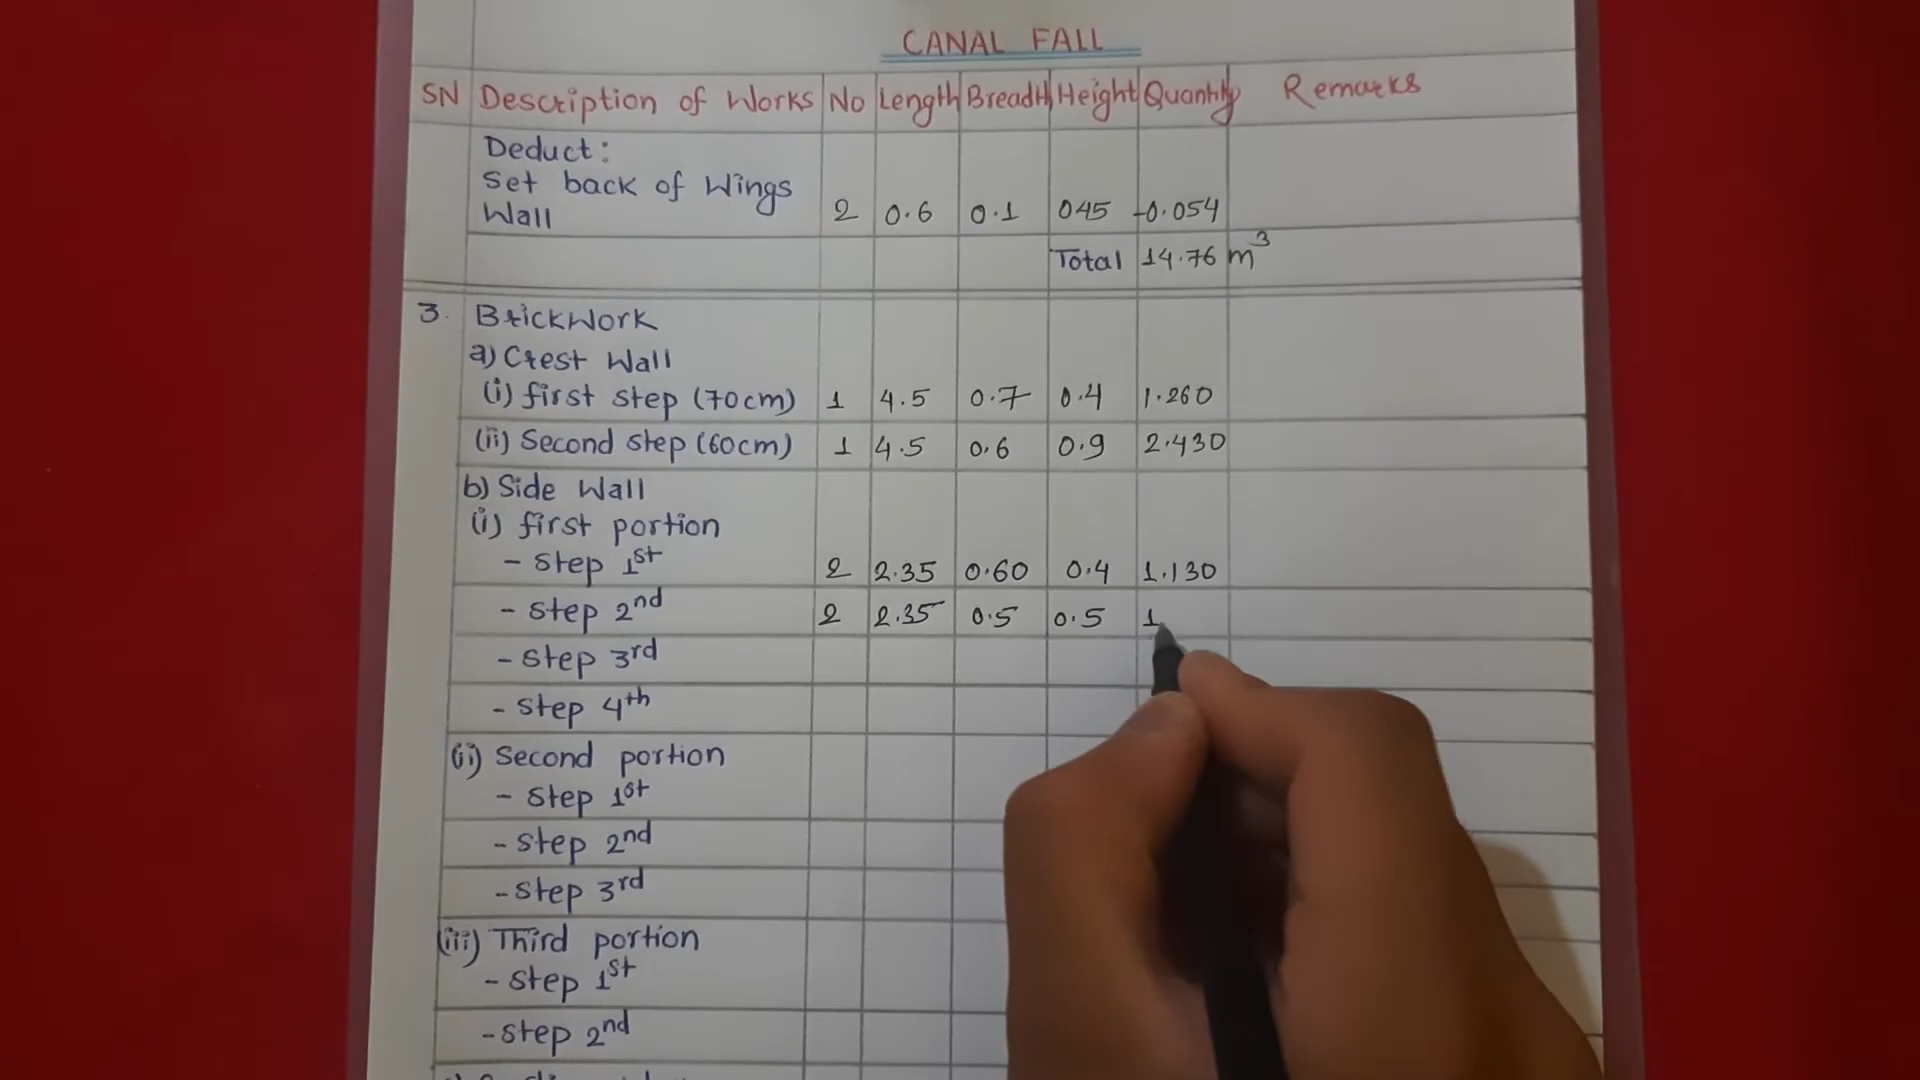 CANAL FALL
SN Description of Works No Length Breadth Height Quantity Remarks
Deduct:
Set back of Wings
Wall 2 0.6 0.1 045 -0.054
Total 14.76 m³
3. Brickwork
a) Crest Wall
(i) first step (70cm) 1 4.5 0.7 0.4 1.260
(ii) Second step (60cm) 1 4.5 0.6 0.9 2.430
b) Side Wall
(i) first portion
- Step 1st 2 2.35 0.60 0.4 1.130
- Step 2nd 2 2.35 0.5 0.5 1
- Step 3rd
- Step 4th
(ii) Second portion
- Step 1st
- Step 2nd
- Step 3rd
(iii) Third portion
- Step 1st
- Step 2nd